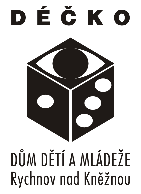 DÉČKO
DŮM DĚTÍ A MLÁDEŽE
Rychnov nad Kněžnou